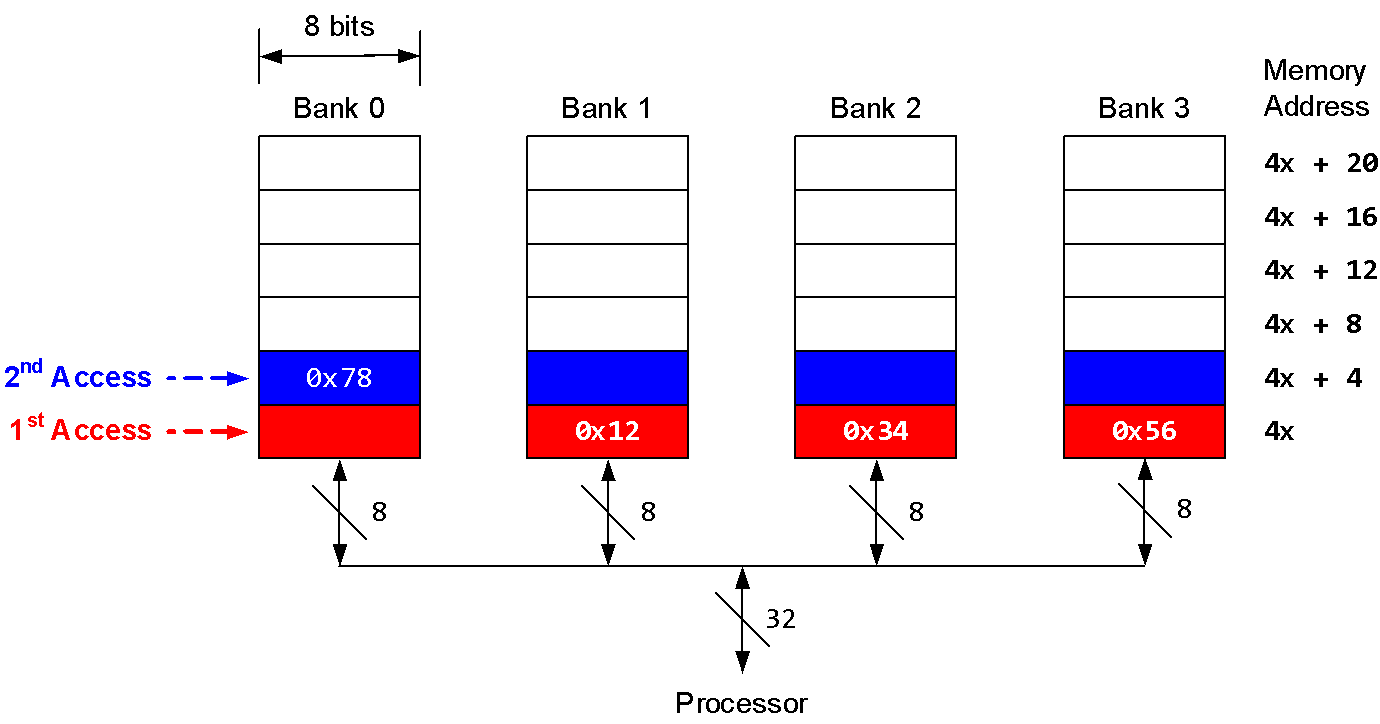 8 bits
Bank 0
Bank 1
Bank 2
Bank 3
Memory
Address
4x + 20
4x + 16
4x + 12
4x + 8
2nd Access
0x78
4x + 4
1st Access
0x12
0x34
0x56
4x
8
8
8
8
32
Processor